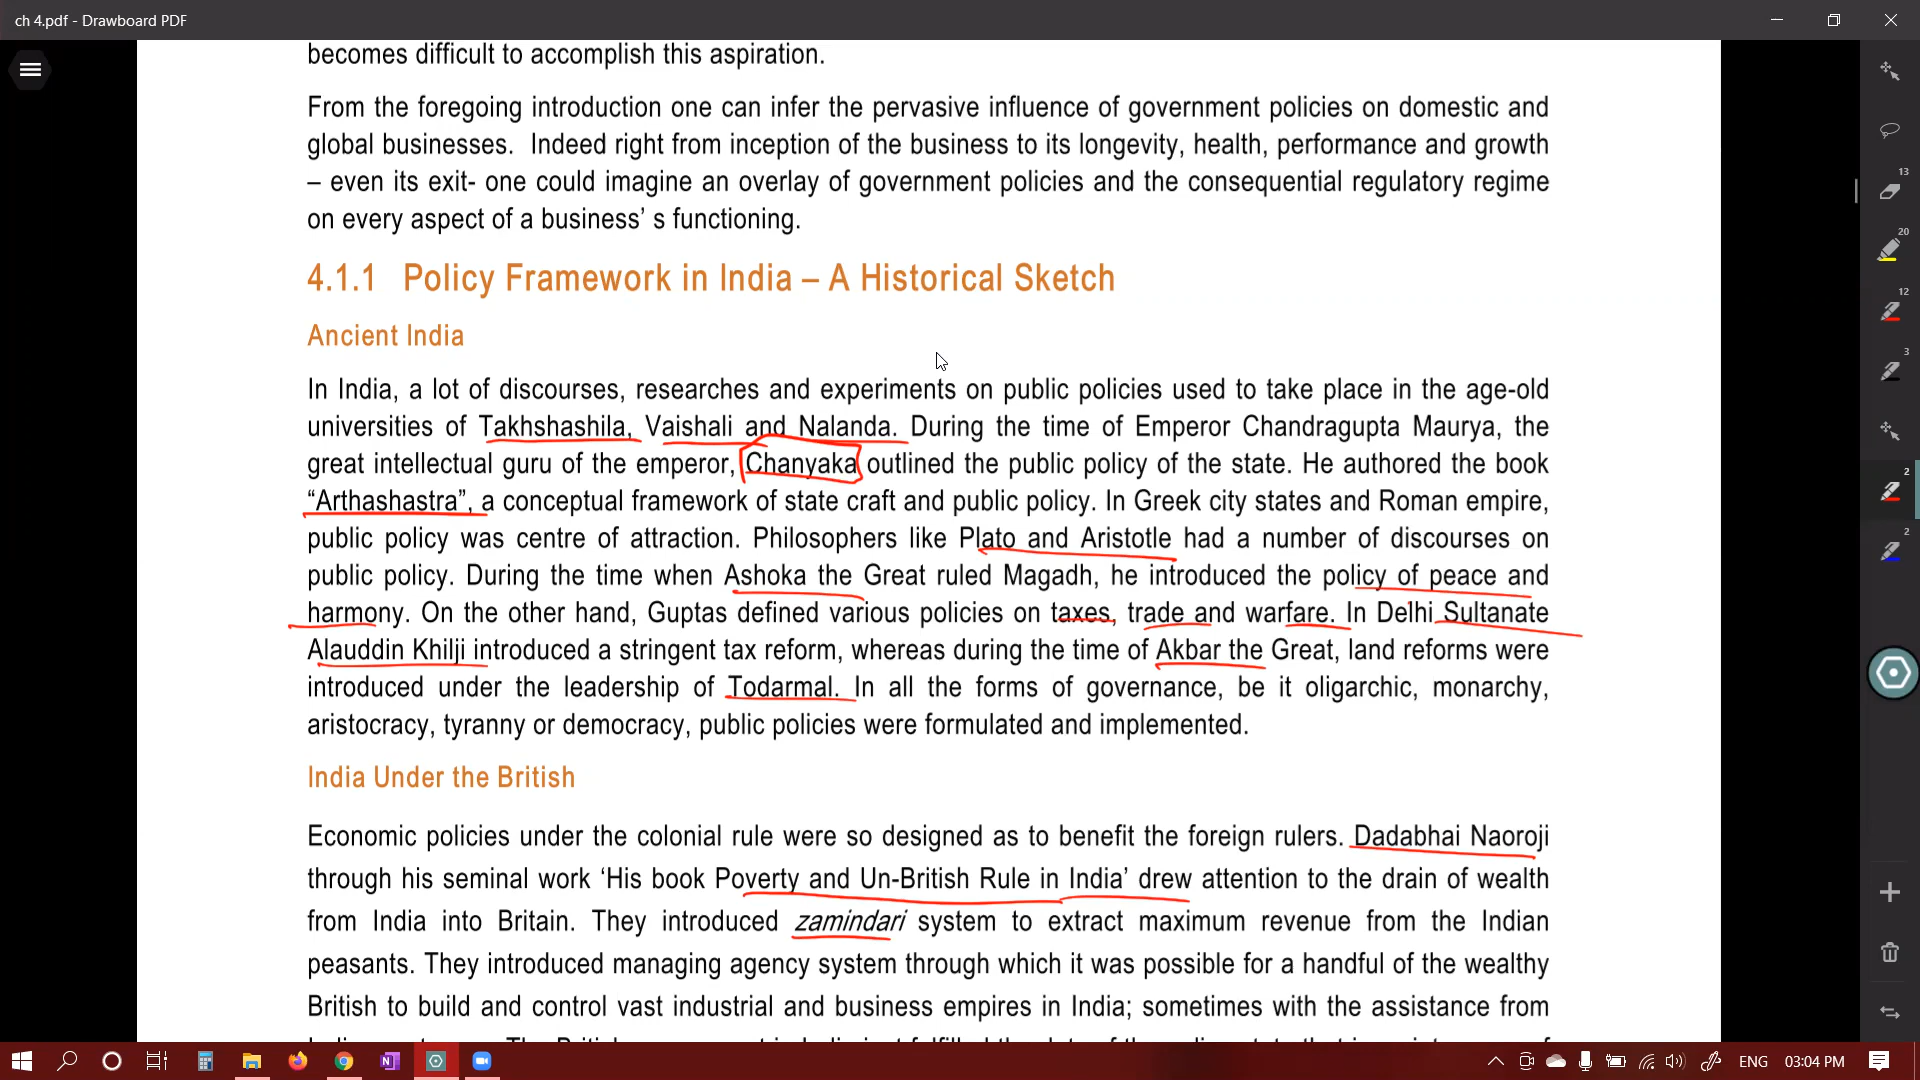 ch 4.pdf - Drawboard PDF
becomes difficult to accomplish this aspiration.
From the foregoing introduction one can infer the pervasive influence of government policies on domestic and
global businesses.  Indeed right from inception of the business to its longevity, health, performance and growth
– even its exit- one could imagine an overlay of government policies and the consequential regulatory regime
on every aspect of a business’ s functioning.
4.1.1 Policy Framework in India – A Historical Sketch
Ancient India
In India, a lot of discourses, researches and experiments on public policies used to take place in the age-old
universities of Takhshashila, Vaishali and Nalanda. During the time of Emperor Chandragupta Maurya, the
great intellectual guru of the emperor, Chanyaka outlined the public policy of the state. He authored the book
“Arthashastra”, a conceptual framework of state craft and public policy. In Greek city states and Roman empire,
public policy was centre of attraction. Philosophers like Plato and Aristotle had a number of discourses on
public policy. During the time when Ashoka the Great ruled Magadh, he introduced the policy of peace and
harmony. On the other hand, Guptas defined various policies on taxes, trade and warfare. In Delhi Sultanate
Alauddin Khilji introduced a stringent tax reform, whereas during the time of Akbar the Great, land reforms were
introduced under the leadership of Todarmal. In all the forms of governance, be it oligarchic, monarchy,
aristocracy, tyranny or democracy, public policies were formulated and implemented.
India Under the British
Economic policies under the colonial rule were so designed as to benefit the foreign rulers. Dadabhai Naoroji
through his seminal work ‘His book Poverty and Un-British Rule in India’ drew attention to the drain of wealth
from India into Britain. They introduced zamindari system to extract maximum revenue from the Indian
peasants. They introduced managing agency system through which it was possible for a handful of the wealthy
British to build and control vast industrial and business empires in India; sometimes with the assistance from
13
20
12
3
2
2
ENG
03:04 PM